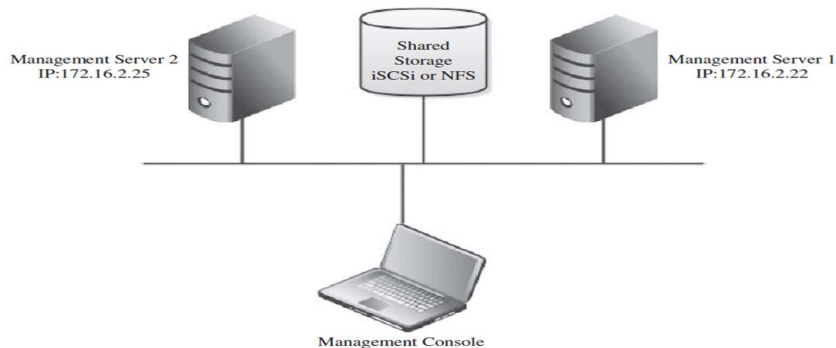 Management Server 2
IP:172.16.2.25
Shared
Storage
iSCSi or NFS
Management Server 1
IP:172.16.2.22
Management Console